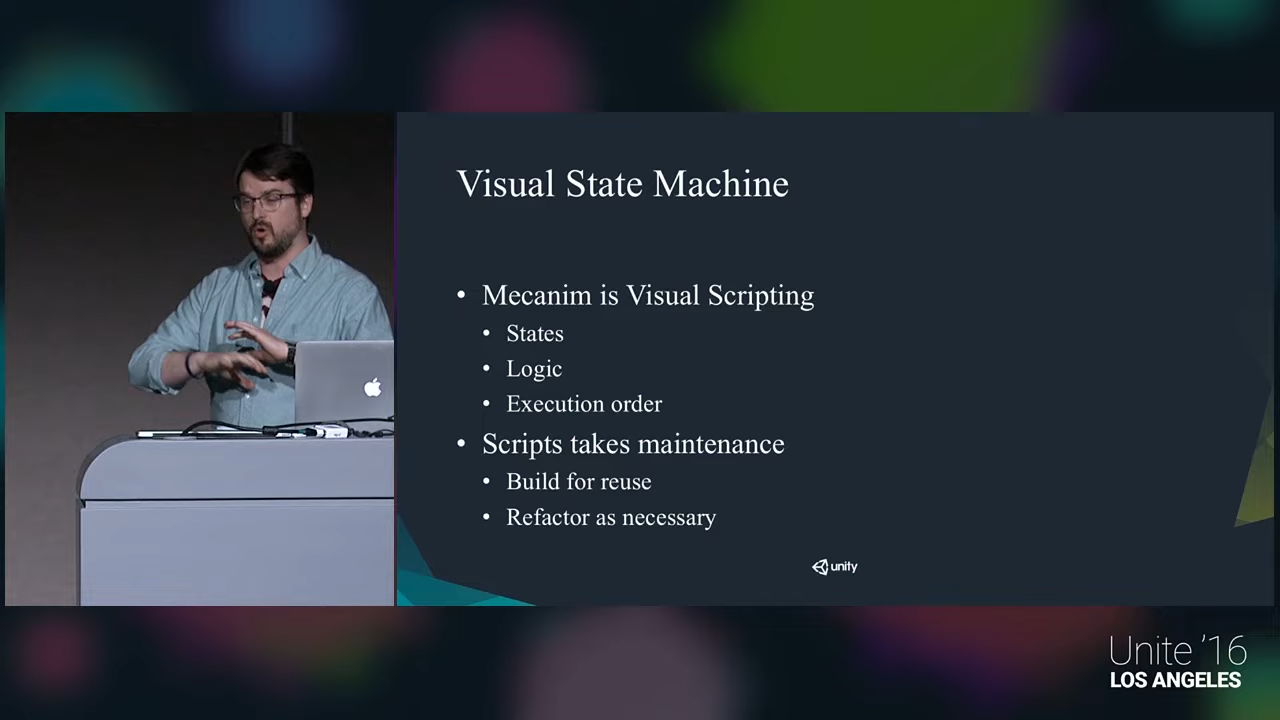 Visual State Machine
• Mecanim is Visual Scripting
• States
• Logic
• Execution order
• Scripts takes maintenance
• Build for reuse
• Refactor as necessary
unity
Unite '16
LOS ANGELES